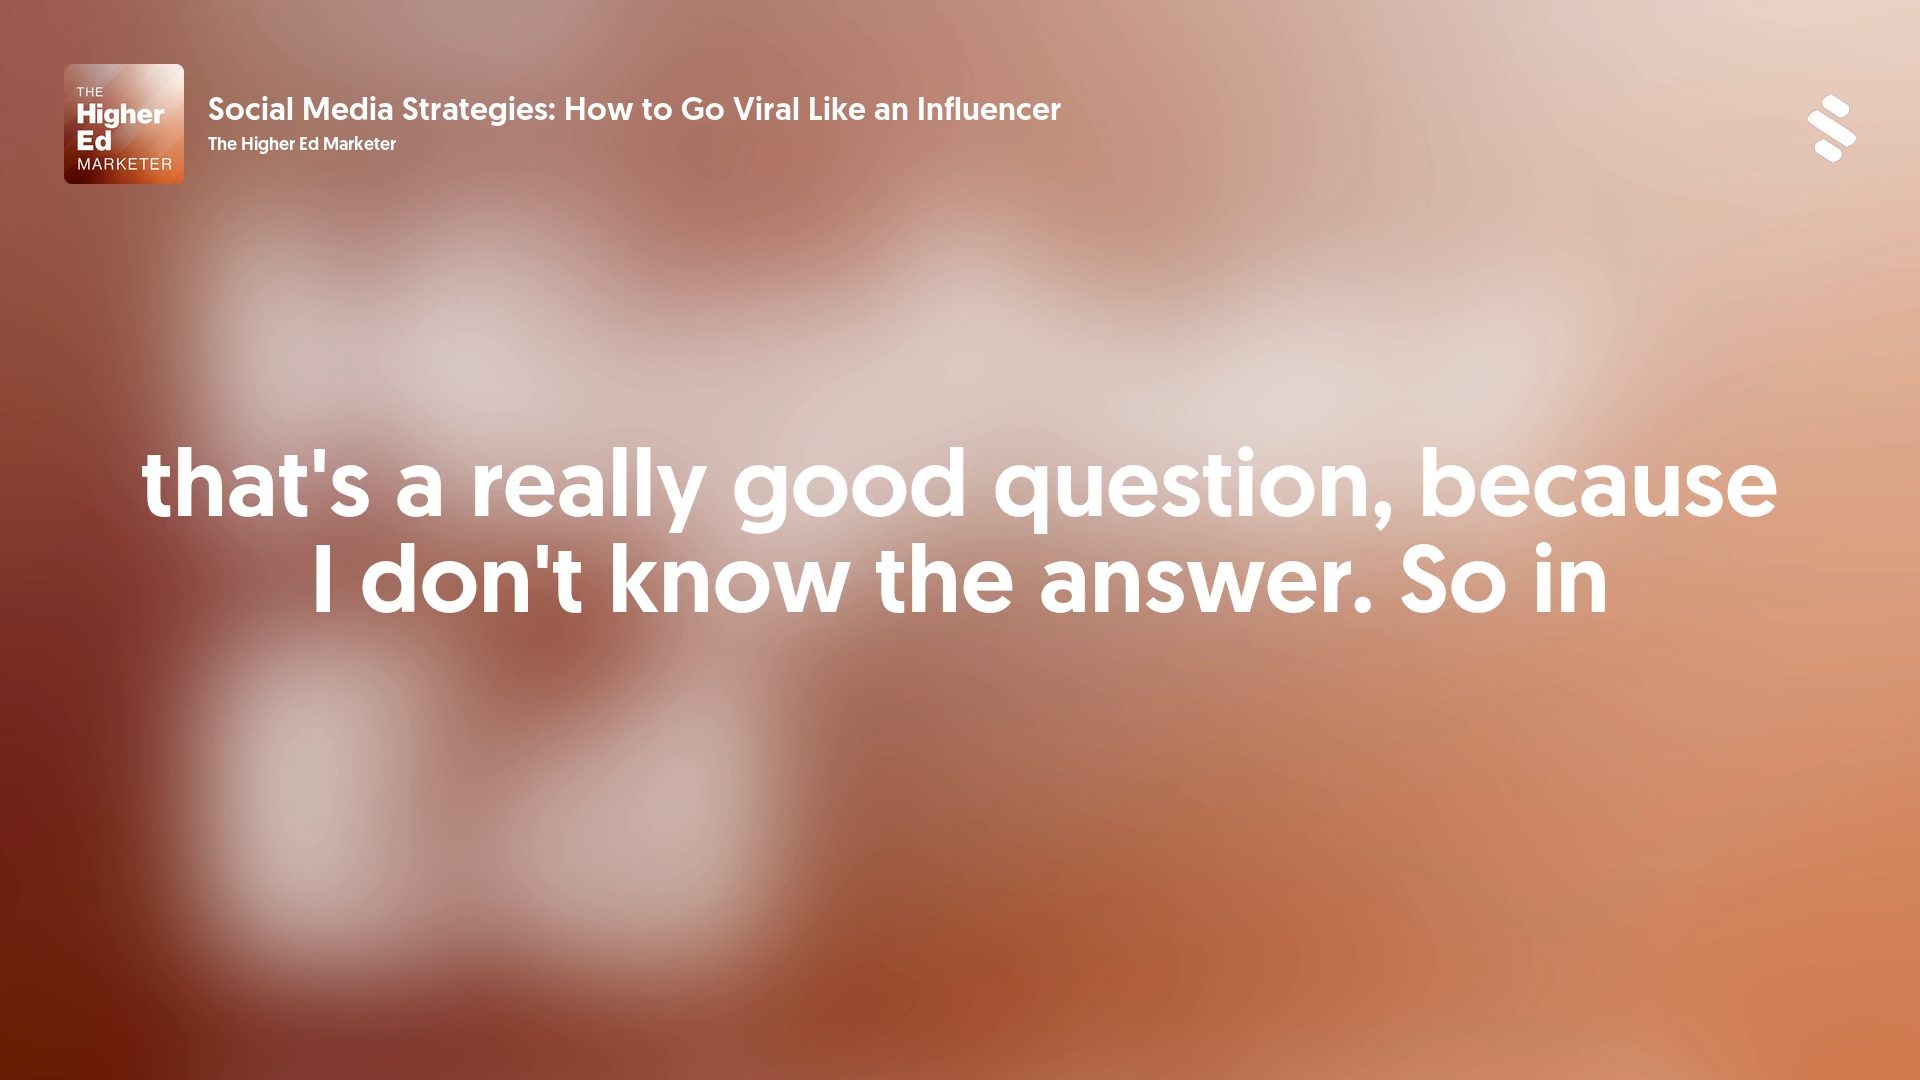 THE
Higher
Ed
MARKETER
Social Media Strategies: How to Go Viral Like an Influencer
The Higher Ed Marketer
that's a really good question, because
I don't know the answer. So in